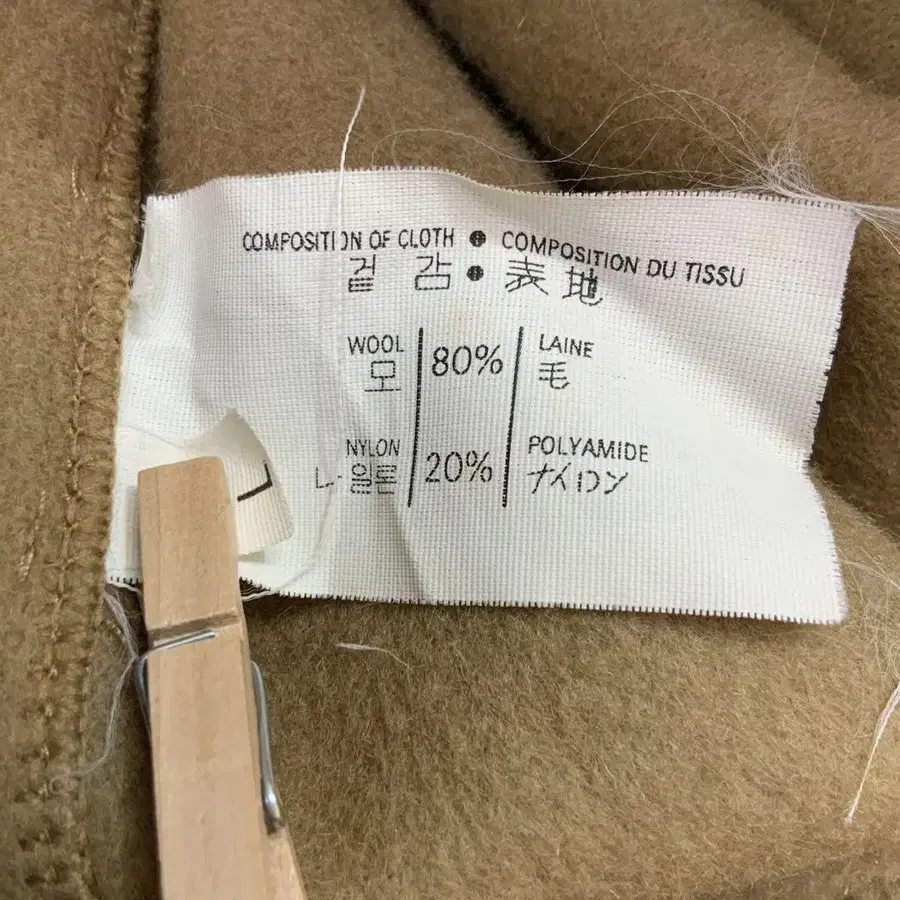 COMPOSITION OF CLOTH ● COMPOSITION DU TISSU
겉 감 ● 表地
WOOL 80% LAINE
모 毛
NYLON 20% POLYAMIDE
나일론 ナイロン
L